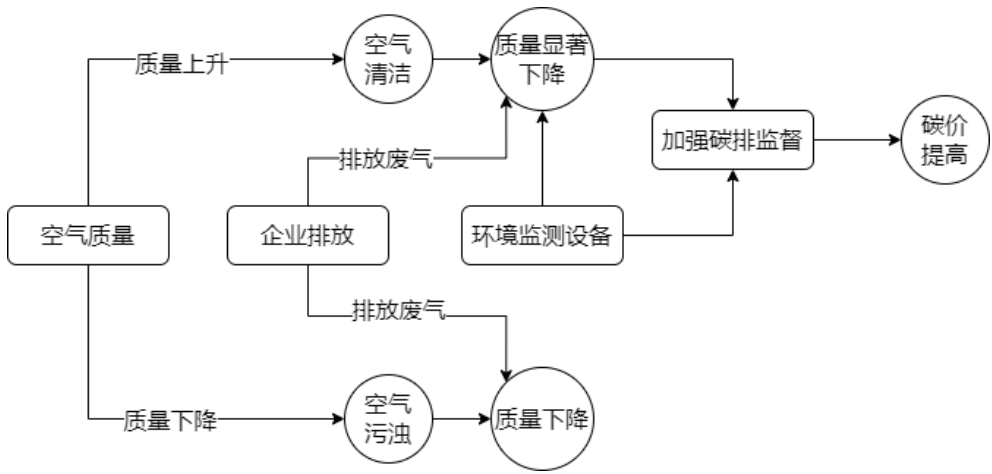 空气
清洁
质量显著
下降
质量上升
加强碳排监督
碳价
提高
排放废气
空气质量
企业排放
环境监测设备
排放废气
空气
污浊
质量下降
质量下降